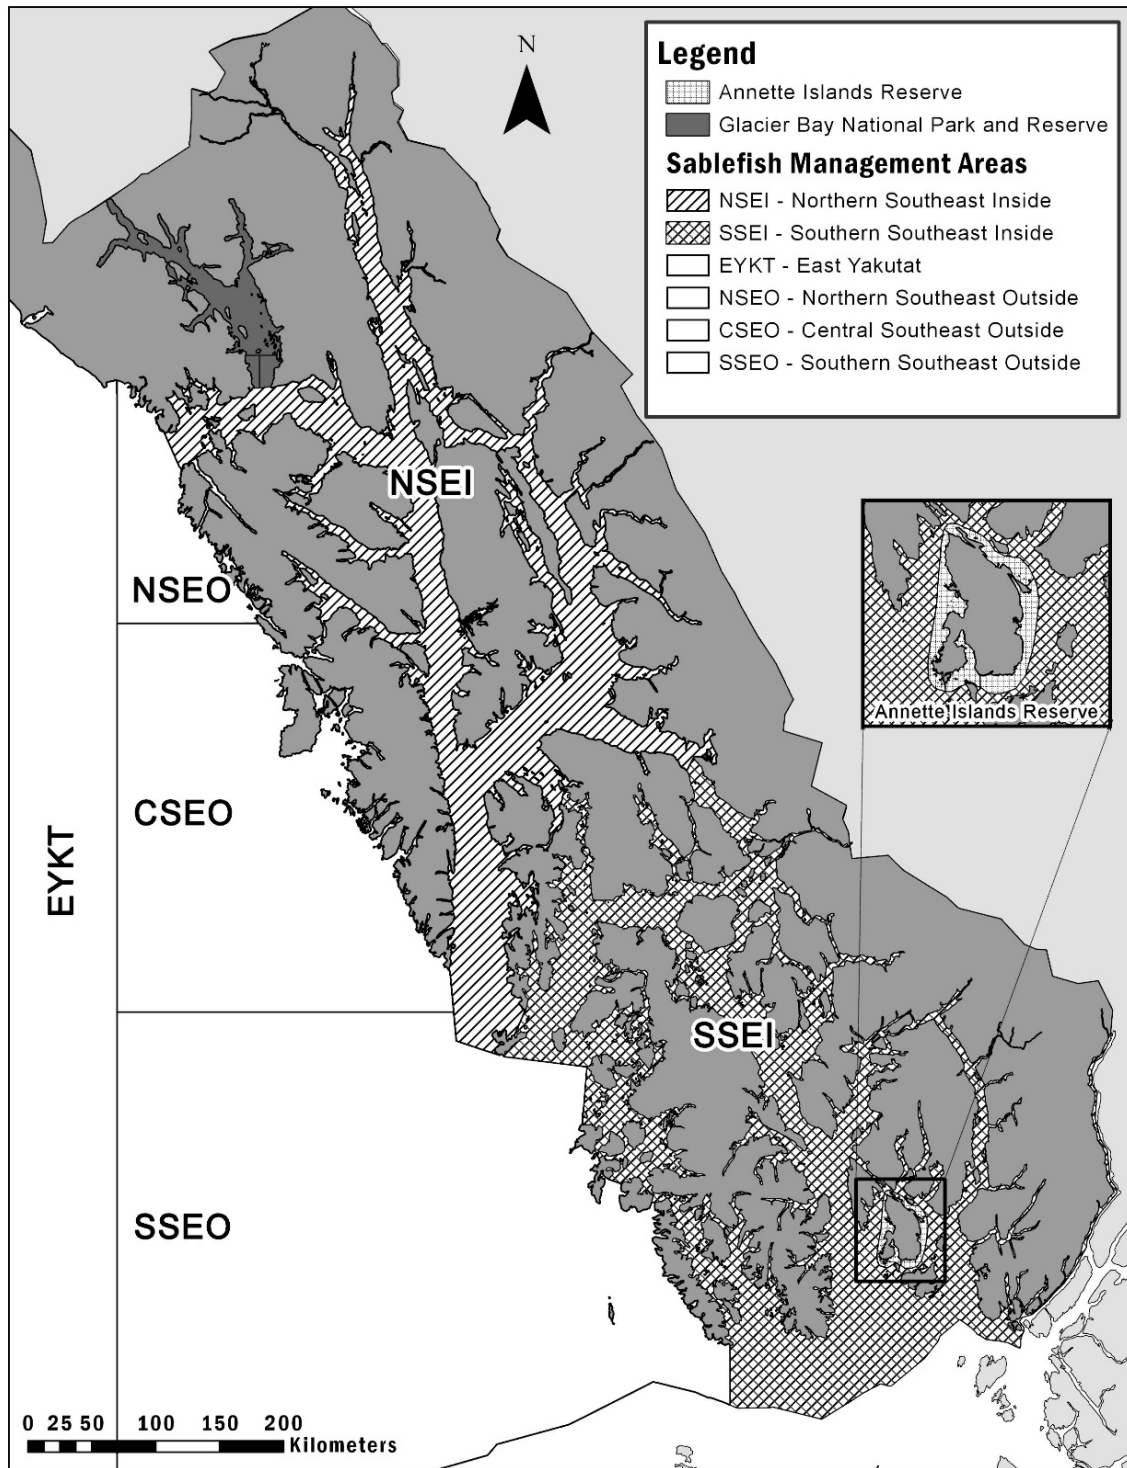 N
Legend
Annette Islands Reserve
Glacier Bay National Park and Reserve
Sablefish Management Areas
NSEI - Northern Southeast Inside
SSEI - Southern Southeast Inside
EYKT - East Yakutat
NSEO - Northern Southeast Outside
CSEO - Central Southeast Outside
SSEO - Southern Southeast Outside
NSEI
NSEO
Annette Islands Reserve
CSEO
EYKT
SSEI
SSEO
0 25 50 100 150 200
Kilometers